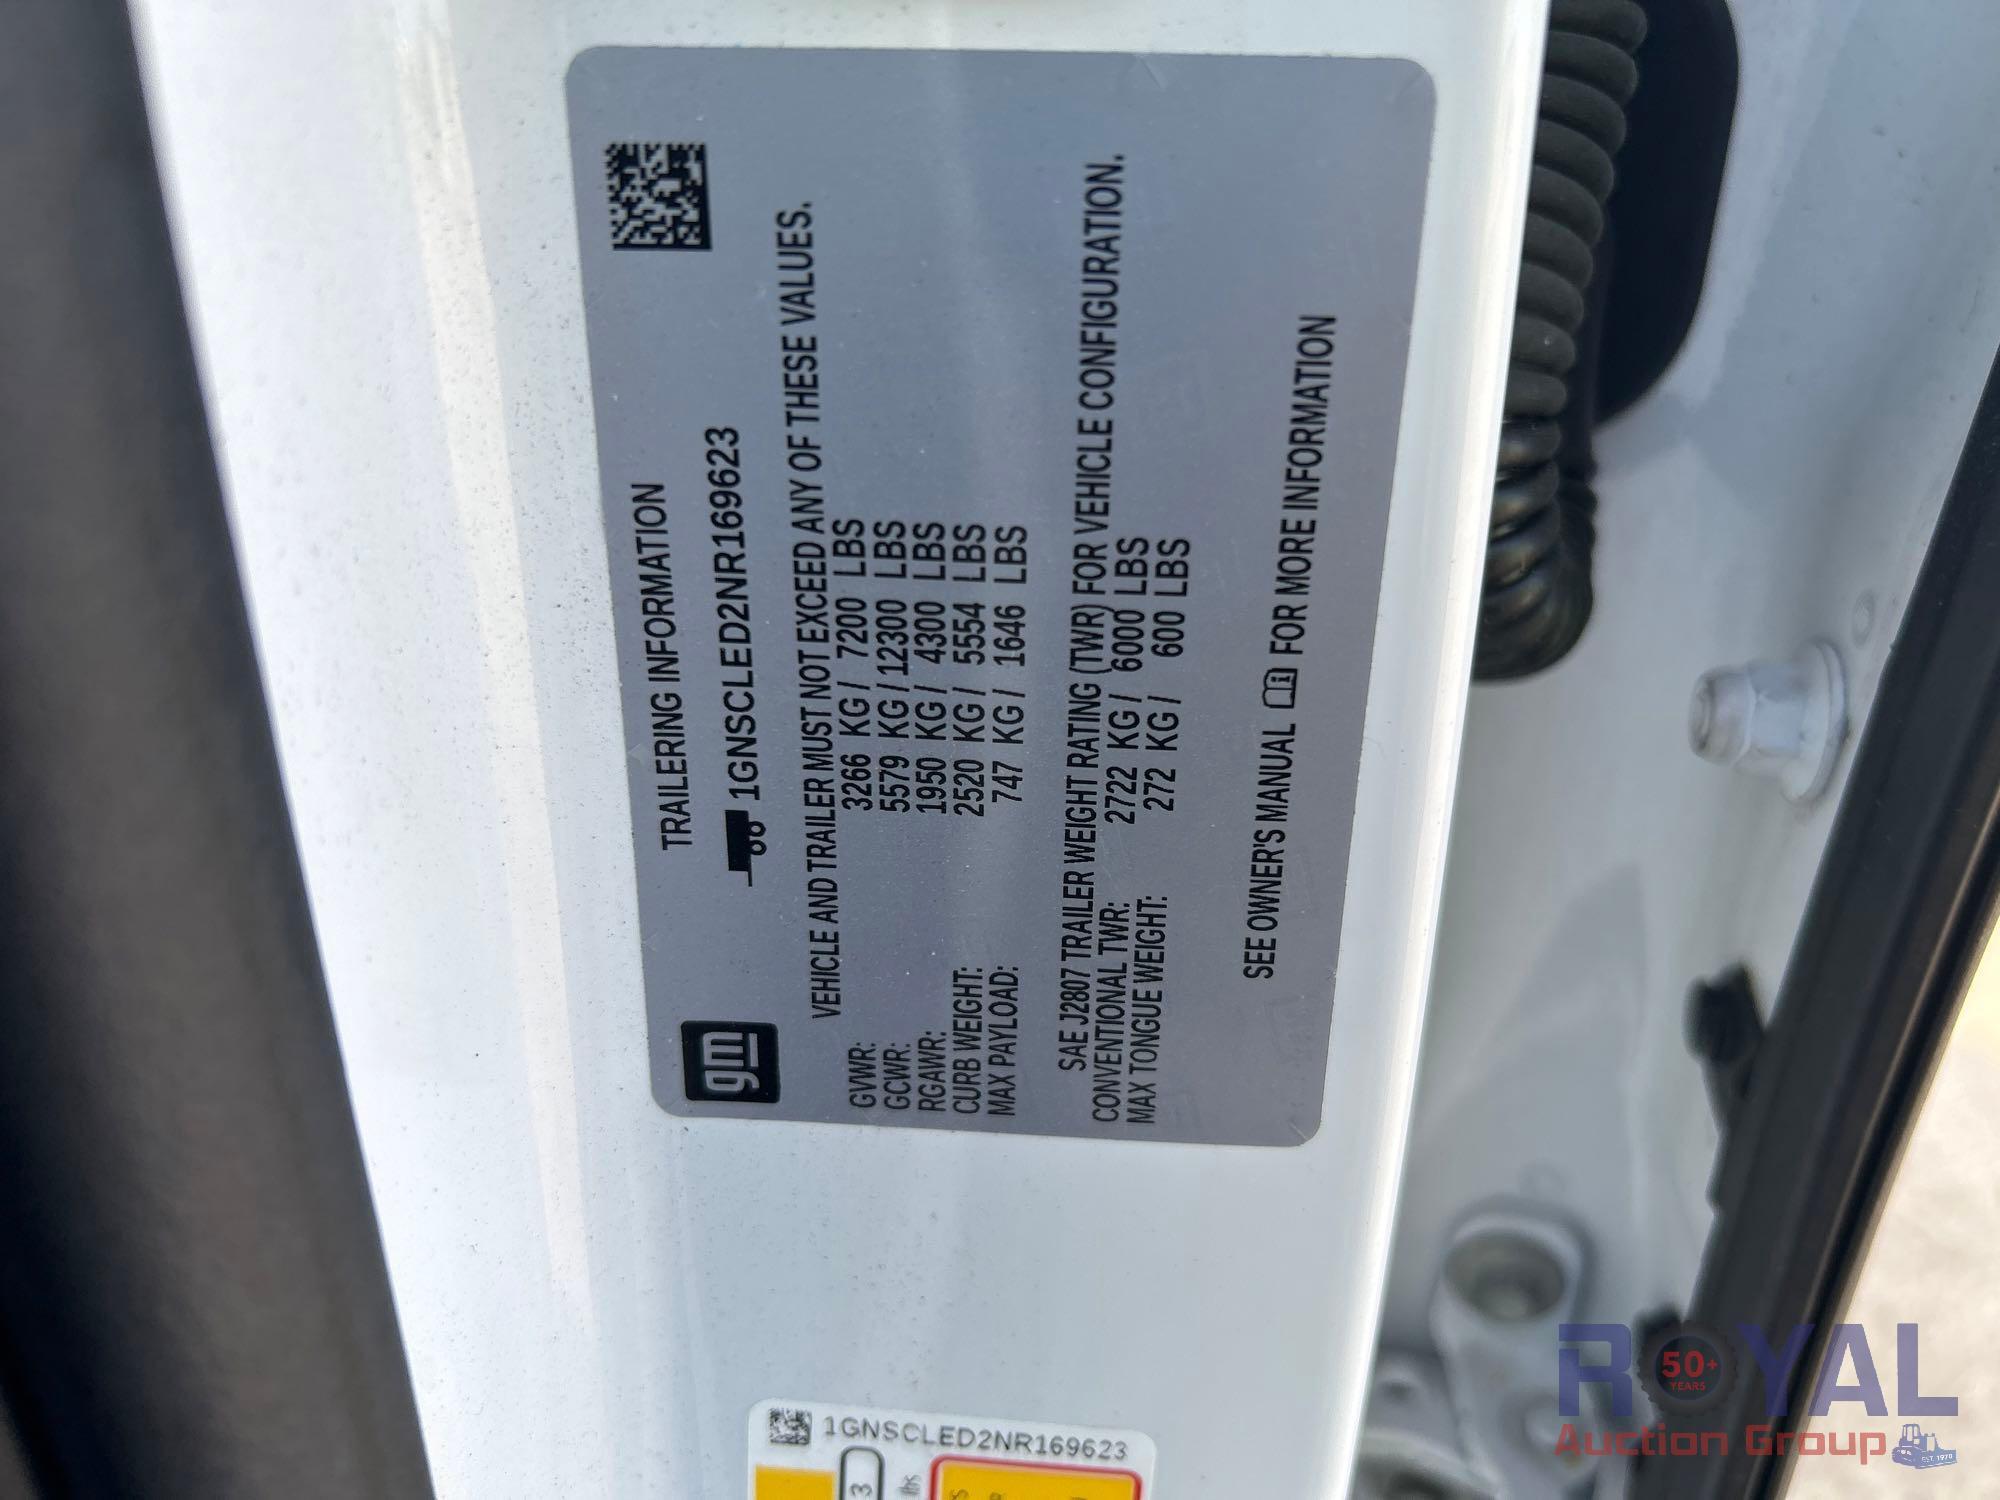 gm
TRAILERING INFORMATION
1GNSCLED2NR169623
VEHICLE AND TRAILER MUST NOT EXCEED ANY OF THESE VALUES.
GVWR: 3266 KG / 7200 LBS
GCWR: 5579 KG / 12300 LBS
RGAWR: 1950 KG / 4300 LBS
CURB WEIGHT: 2520 KG / 5554 LBS
MAX PAYLOAD: 747 KG / 1646 LBS
SAE J2807 TRAILER WEIGHT RATING (TWR) FOR VEHICLE CONFIGURATION.
CONVENTIONAL TWR: 2722 KG / 6000 LBS
MAX TONGUE WEIGHT: 272 KG / 600 LBS
SEE OWNER'S MANUAL FOR MORE INFORMATION
1GNSCLED2NR169623
3
ROYAL
50+
YEARS
Auction Group
EST. 1970